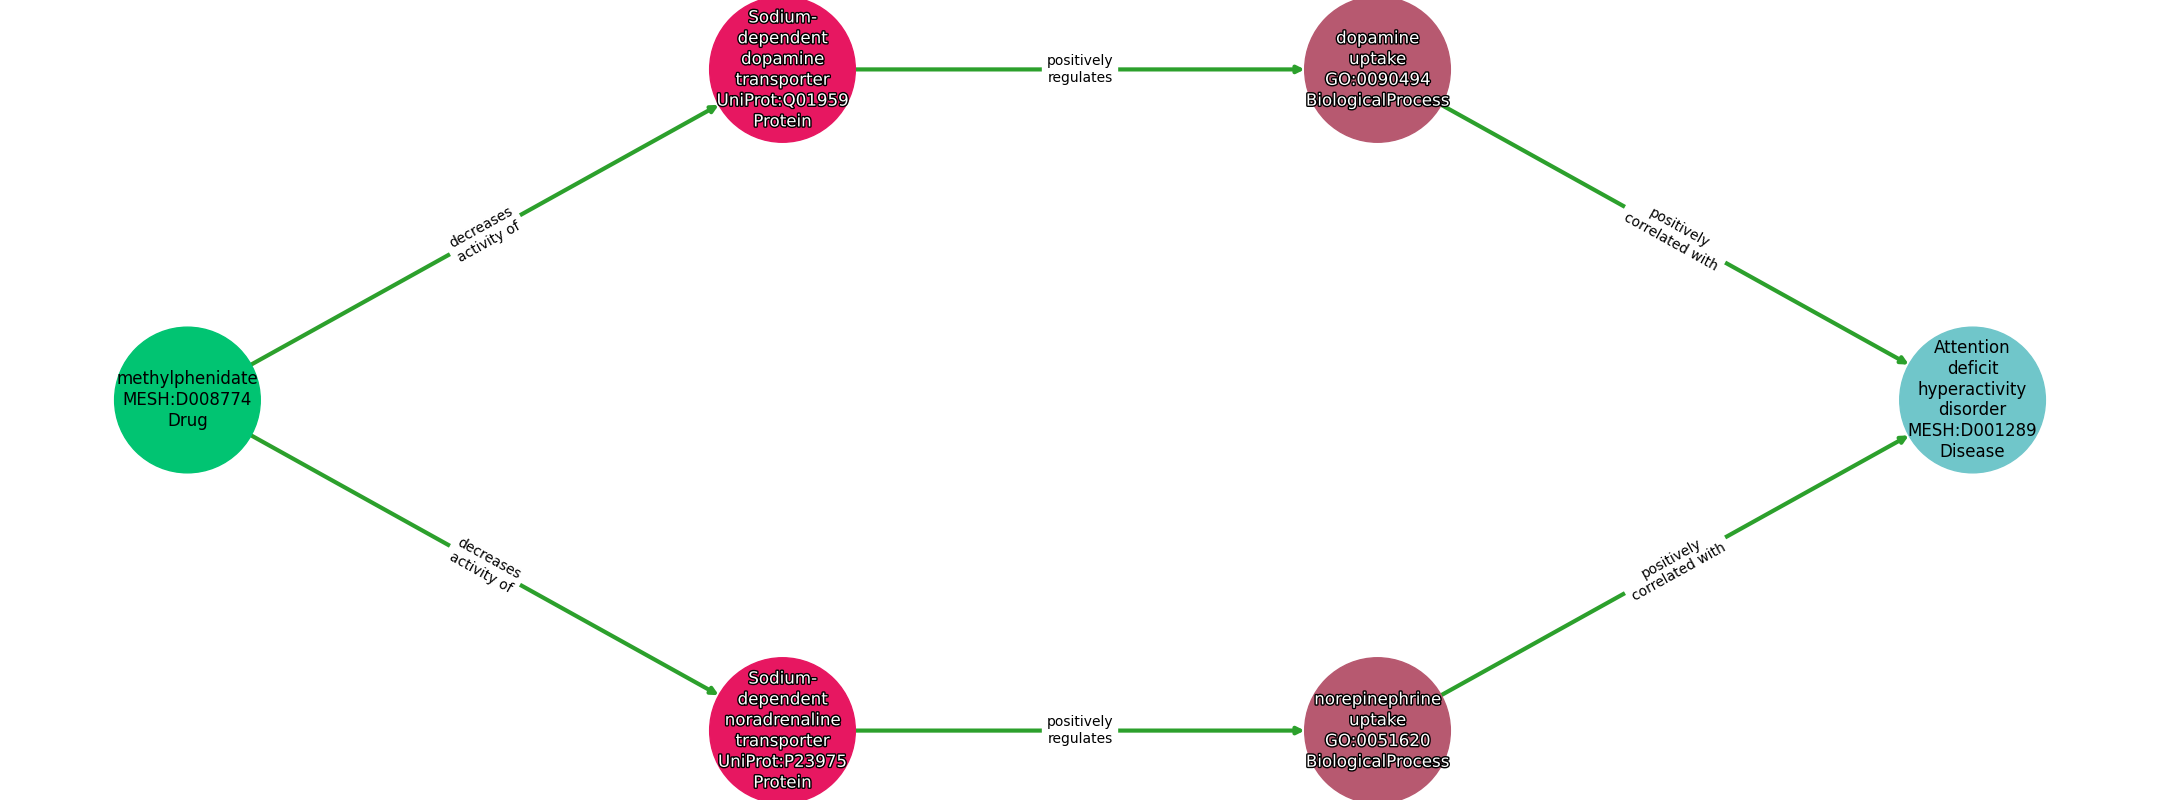 Sodium-
dependent
dopamine
transporter
UniProt:Q01959
Protein
positively
regulates
dopamine
uptake
GO:0090494
BiologicalProcess
decreases
activity of
positively
correlated with
methylphenidate
MESH:D008774
Drug
Attention
deficit
hyperactivity
disorder
MESH:D001289
Disease
decreases
activity of
positively
correlated with
Sodium-
dependent
noradrenaline
transporter
UniProt:P23975
Protein
positively
regulates
norepinephrine
uptake
GO:0051620
BiologicalProcess